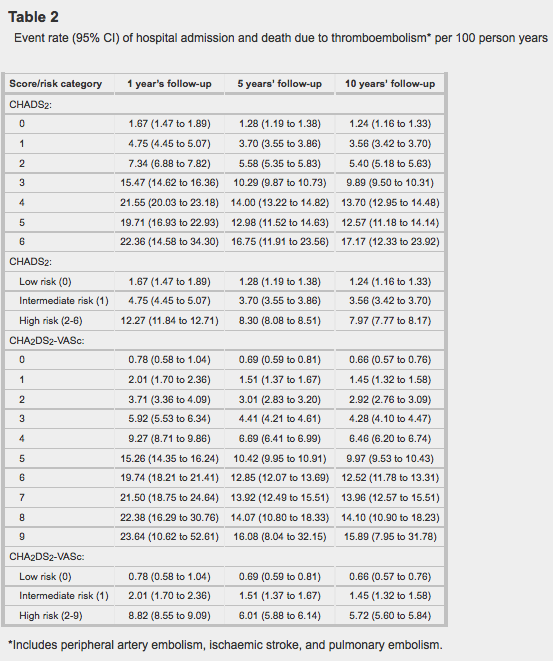 Table 2
Event rate (95% CI) of hospital admission and death due to thromboembolism* per 100 person years
Score/risk category 1 year's follow-up 5 years' follow-up 10 years' follow-up
CHADS2:
0 1.67 (1.47 to 1.89) 1.28 (1.19 to 1.38) 1.24 (1.16 to 1.33)
1 4.75 (4.45 to 5.07) 3.70 (3.55 to 3.86) 3.56 (3.42 to 3.70)
2 7.34 (6.88 to 7.82) 5.58 (5.35 to 5.83) 5.40 (5.18 to 5.63)
3 15.47 (14.62 to 16.36) 10.29 (9.87 to 10.73) 9.89 (9.50 to 10.31)
4 21.55 (20.03 to 23.18) 14.00 (13.22 to 14.82) 13.70 (12.95 to 14.48)
5 19.71 (16.93 to 22.93) 12.98 (11.52 to 14.63) 12.57 (11.18 to 14.14)
6 22.36 (14.58 to 34.30) 16.75 (11.91 to 23.56) 17.17 (12.33 to 23.92)
CHADS2:
Low risk (0) 1.67 (1.47 to 1.89) 1.28 (1.19 to 1.38) 1.24 (1.16 to 1.33)
Intermediate risk (1) 4.75 (4.45 to 5.07) 3.70 (3.55 to 3.86) 3.56 (3.42 to 3.70)
High risk (2-6) 12.27 (11.84 to 12.71) 8.30 (8.08 to 8.51) 7.97 (7.77 to 8.17)
CHA2DS2-VASc:
0 0.78 (0.58 to 1.04) 0.69 (0.59 to 0.81) 0.66 (0.57 to 0.76)
1 2.01 (1.70 to 2.36) 1.51 (1.37 to 1.67) 1.45 (1.32 to 1.58)
2 3.71 (3.36 to 4.09) 3.01 (2.83 to 3.20) 2.92 (2.76 to 3.09)
3 5.92 (5.53 to 6.34) 4.41 (4.21 to 4.61) 4.28 (4.10 to 4.47)
4 9.27 (8.71 to 9.86) 6.69 (6.41 to 6.99) 6.46 (6.20 to 6.74)
5 15.26 (14.35 to 16.24) 10.42 (9.95 to 10.91) 9.97 (9.53 to 10.43)
6 19.74 (18.21 to 21.41) 12.85 (12.07 to 13.69) 12.52 (11.78 to 13.31)
7 21.50 (18.75 to 24.64) 13.92 (12.49 to 15.51) 13.96 (12.57 to 15.51)
8 22.38 (16.29 to 30.76) 14.07 (10.80 to 18.33) 14.10 (10.90 to 18.23)
9 23.64 (10.62 to 52.61) 16.08 (8.04 to 32.15) 15.89 (7.95 to 31.78)
CHA2DS2-VASc:
Low risk (0) 0.78 (0.58 to 1.04) 0.69 (0.59 to 0.81) 0.66 (0.57 to 0.76)
Intermediate risk (1) 2.01 (1.70 to 2.36) 1.51 (1.37 to 1.67) 1.45 (1.32 to 1.58)
High risk (2-9) 8.82 (8.55 to 9.09) 6.01 (5.88 to 6.14) 5.72 (5.60 to 5.84)
*Includes peripheral artery embolism, ischaemic stroke, and pulmonary embolism.